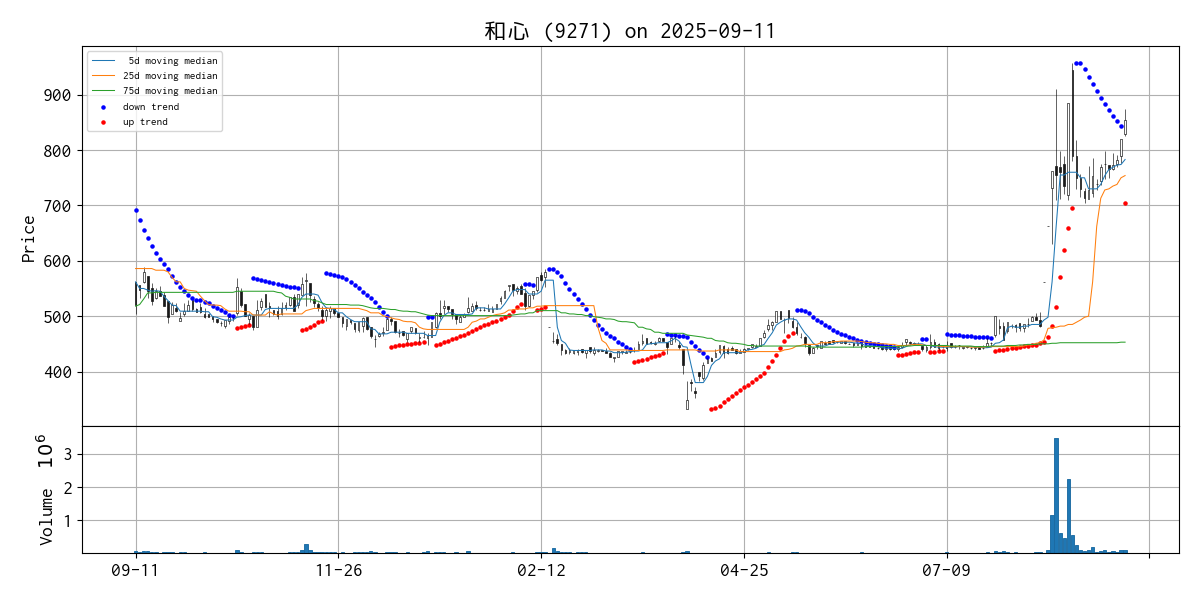 和心 (9271) on 2025-09-11
5d moving median
25d moving median
75d moving median
down trend
up trend
Price
900
800
700
600
500
400
Volume 10^6
3
2
1
09-11
11-26
02-12
04-25
07-09